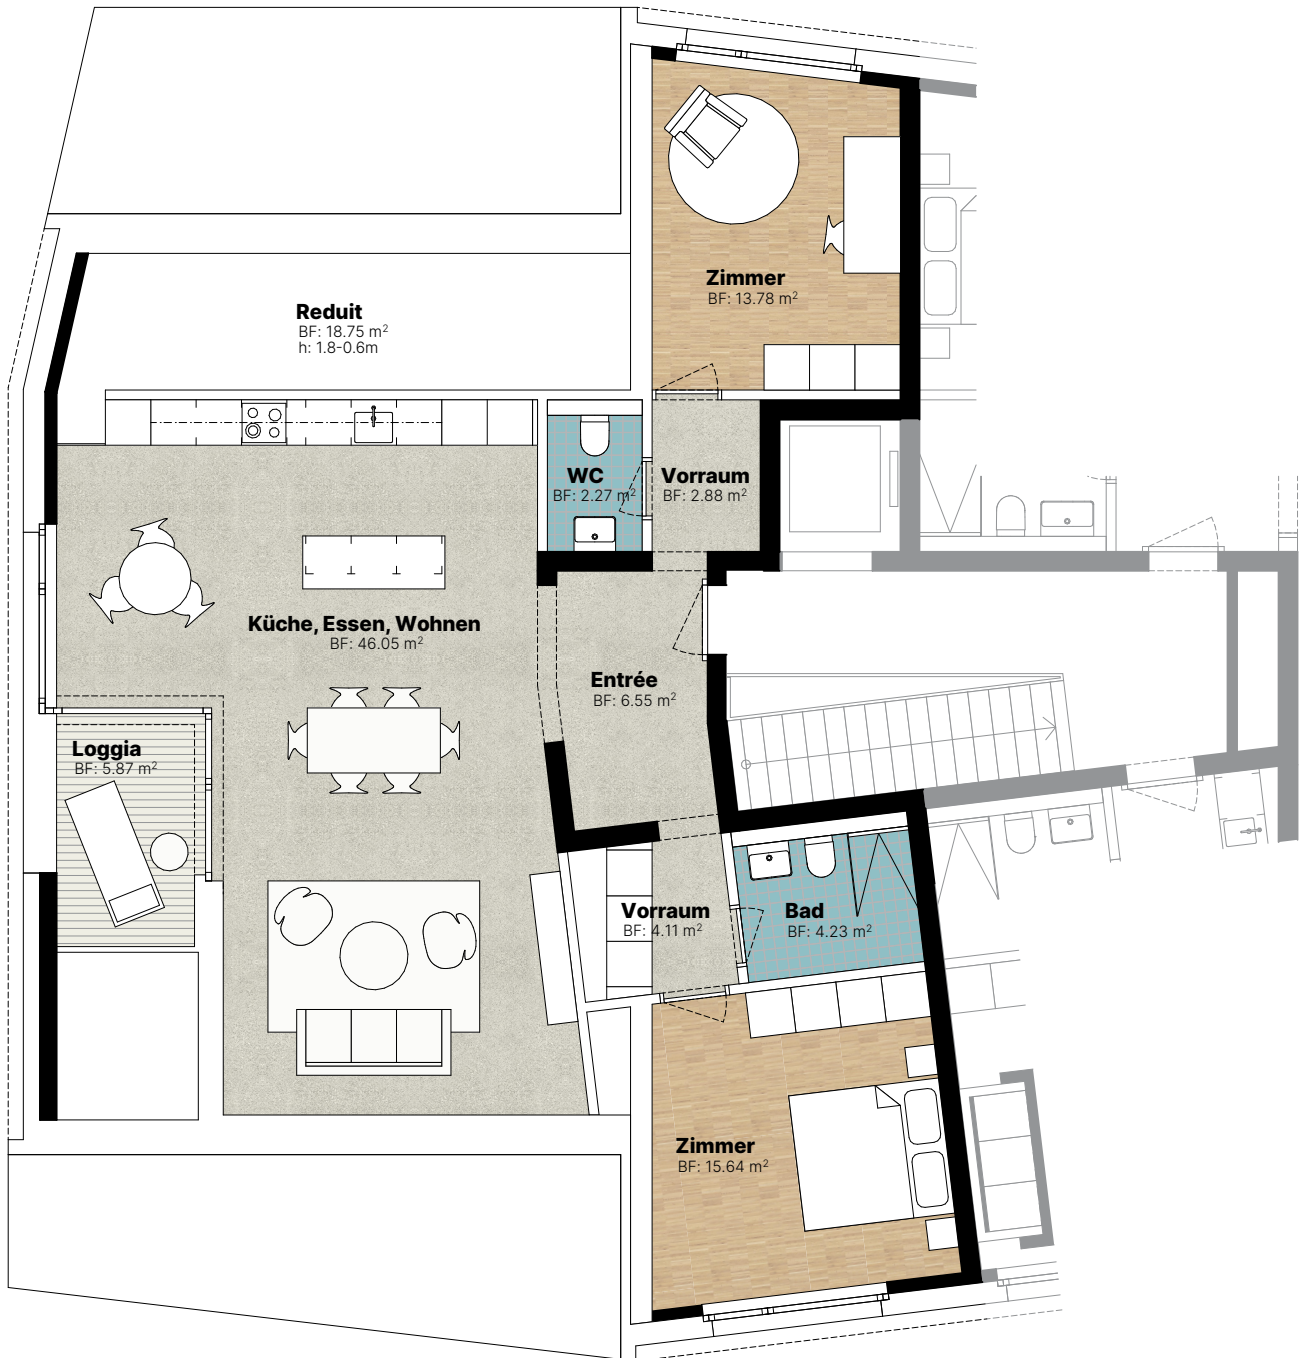 Zimmer
BF: 13.78 m²
Reduit
BF: 18.75 m²
h: 1.8-0.6m
WC
BF: 2.27 m²
Vorraum
BF: 2.88 m²
Küche, Essen, Wohnen
BF: 46.05 m²
Entrée
BF: 6.55 m²
Loggia
BF: 5.87 m²
Vorraum
BF: 4.11 m²
Bad
BF: 4.23 m²
Zimmer
BF: 15.64 m²